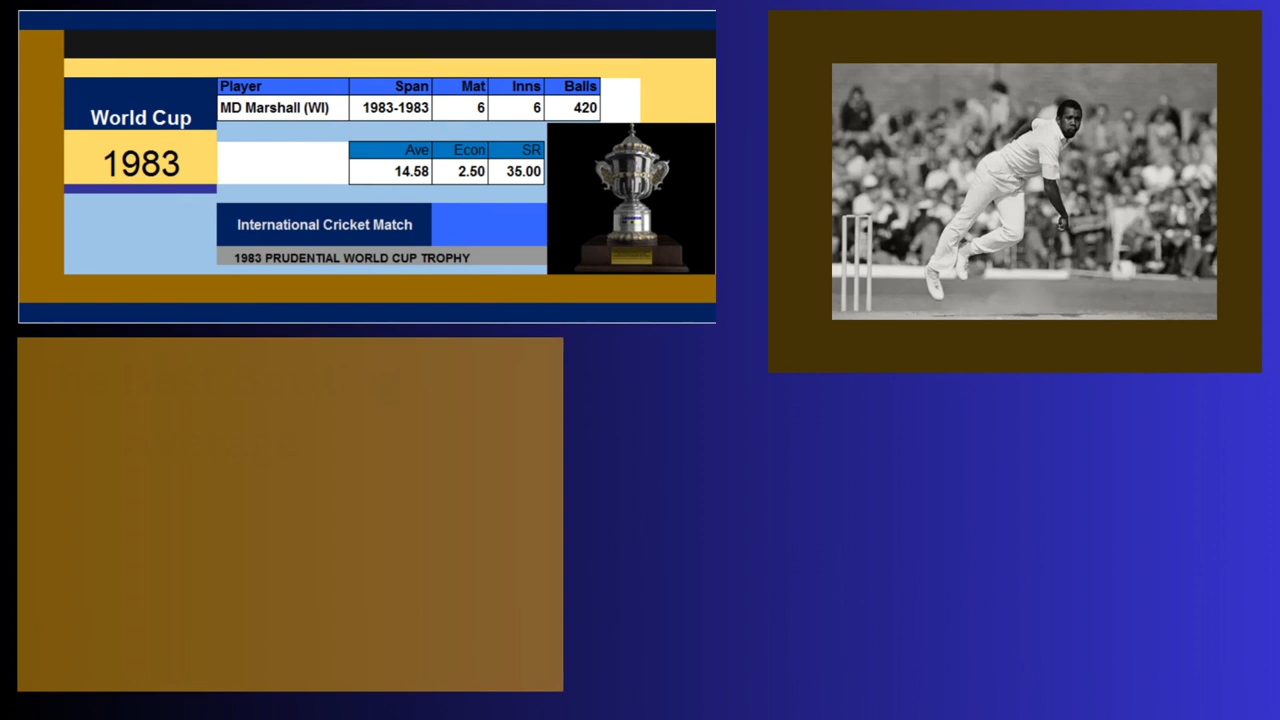 World Cup
1983
Player Span Mat Inns Balls
MD Marshall (WI) 1983-1983 6 6 420
Ave Econ SR
14.58 2.50 35.00
International Cricket Match
1983 PRUDENTIAL WORLD CUP TROPHY